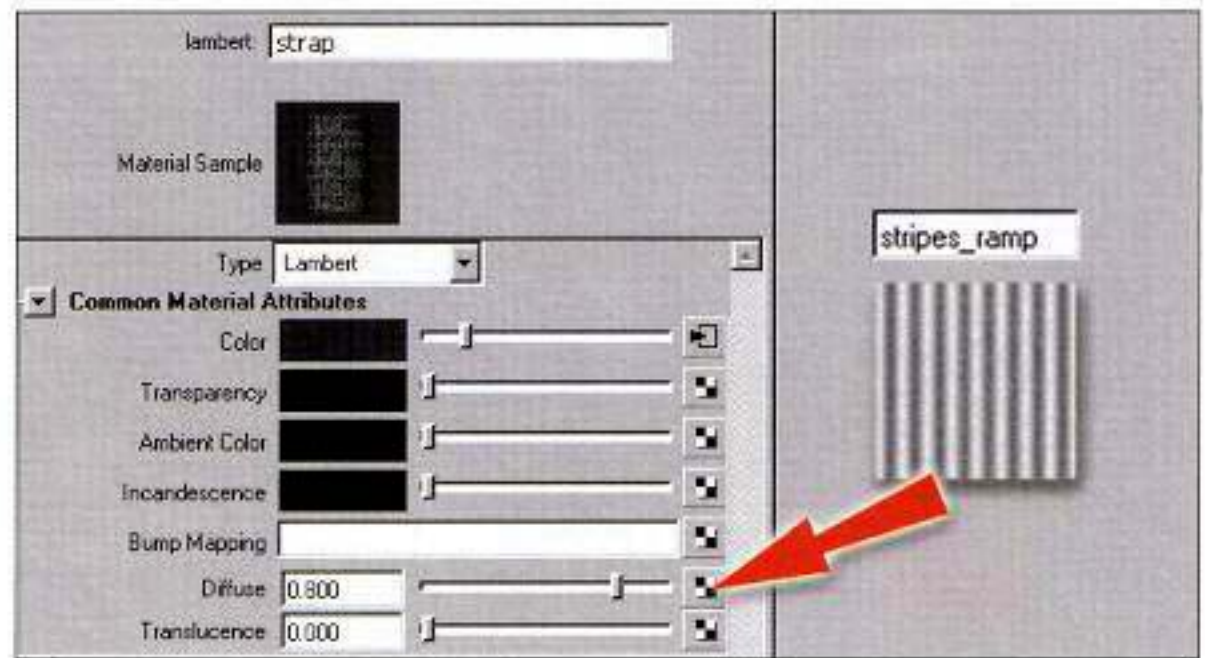 lambert: strap
Material Sample
Type Lambert
Common Material Attributes
Color
Transparency
Ambient Color
Incandescence
Bump Mapping
Diffuse 0.800
Translucence 0.000
stripes_ramp